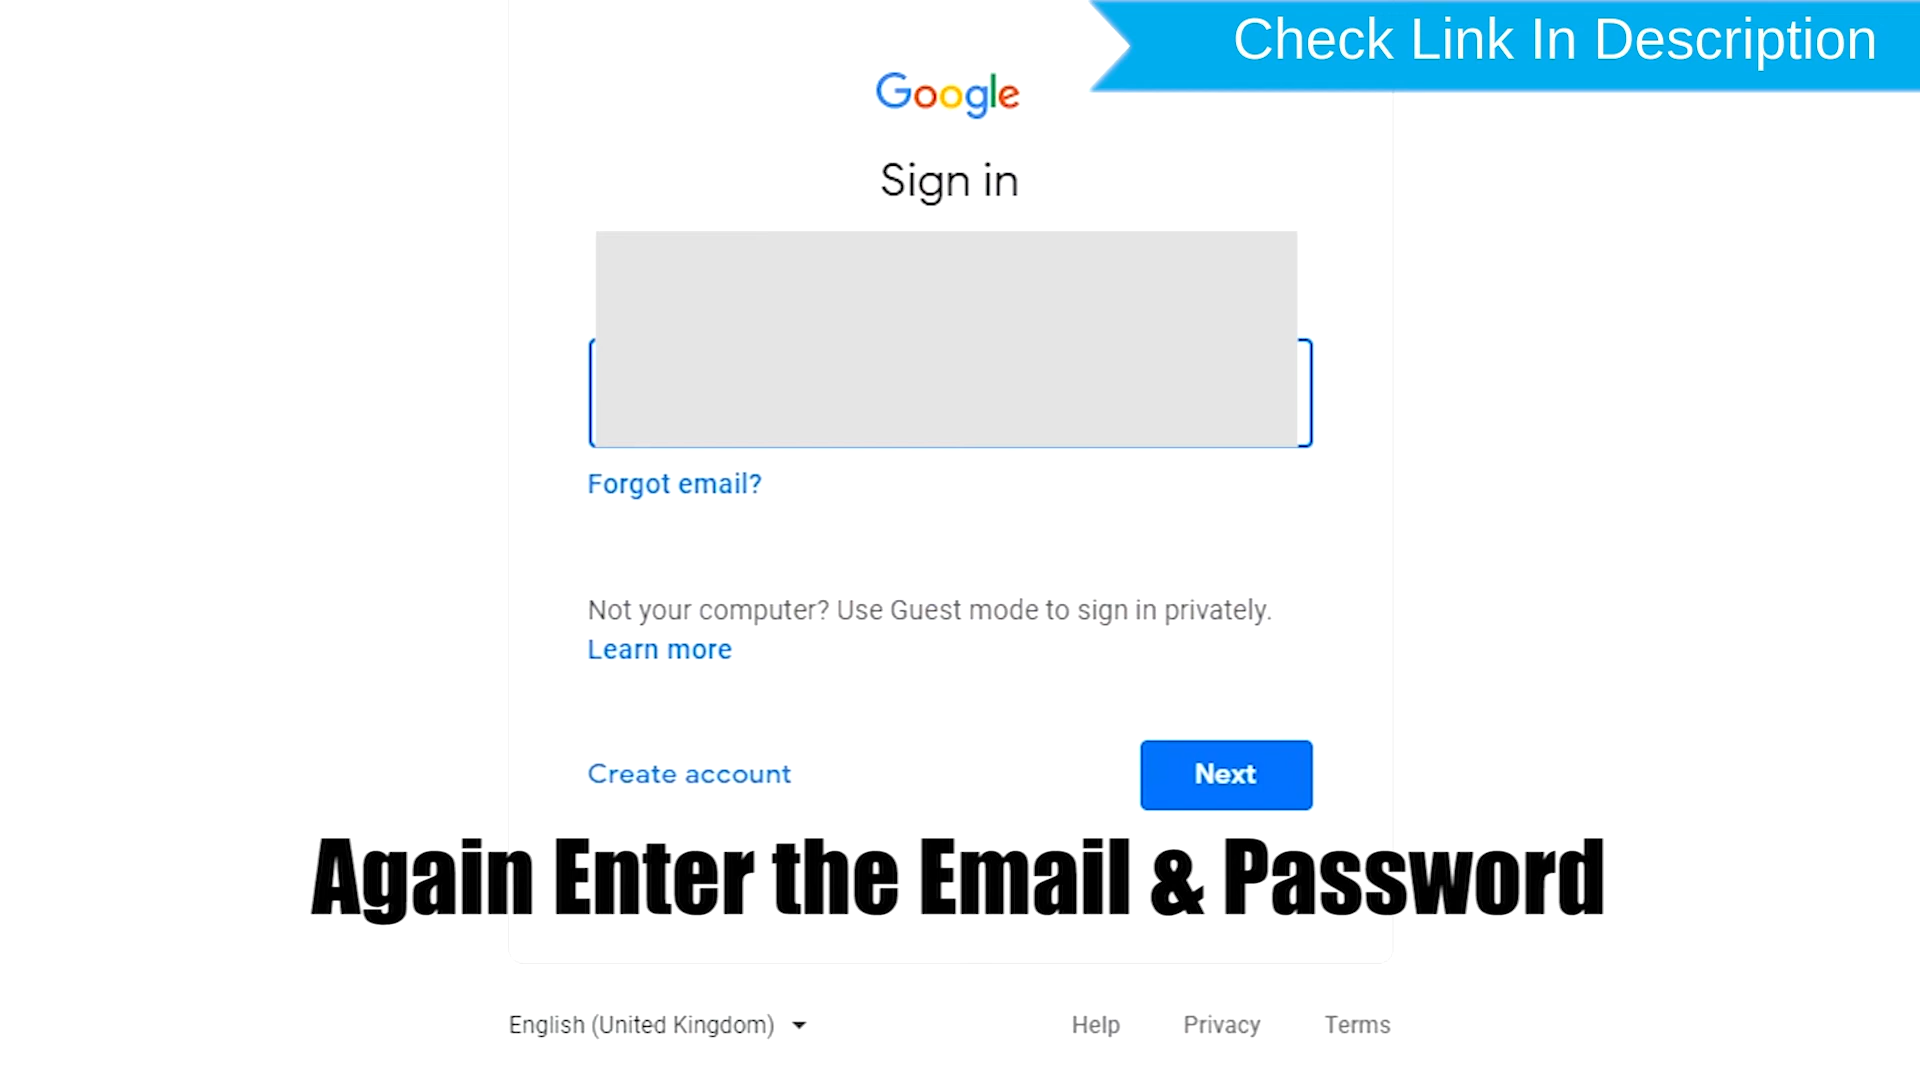 Check Link In Description
Google
Sign in
Forgot email?
Not your computer? Use Guest mode to sign in privately.
Learn more
Create account
Next
Again Enter the Email & Password
English (United Kingdom)
Help
Privacy
Terms